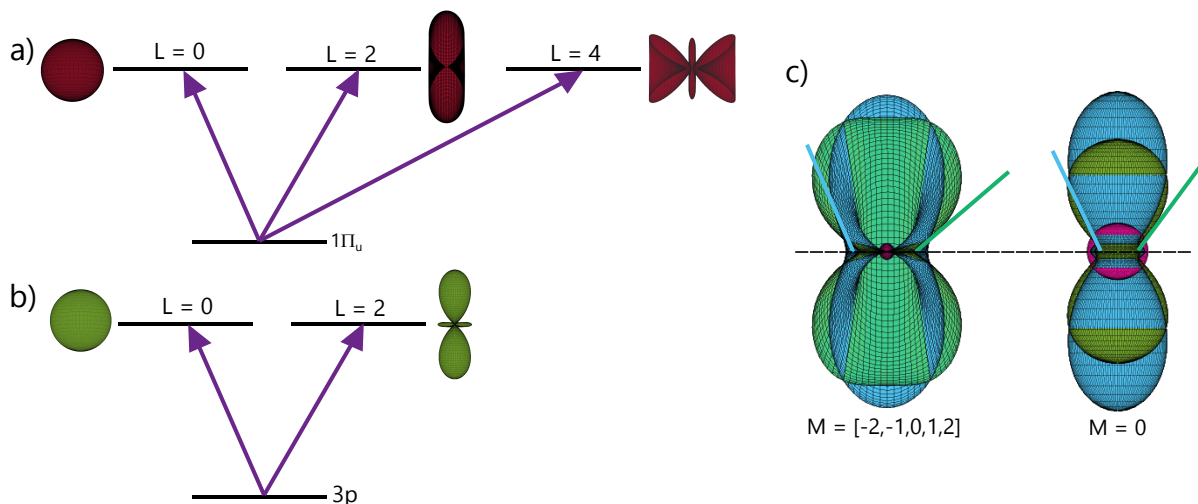 a)
L = 0
L = 2
L = 4
1Πᵤ
b)
L = 0
L = 2
3p
c)
M = [-2,-1,0,1,2]
M = 0